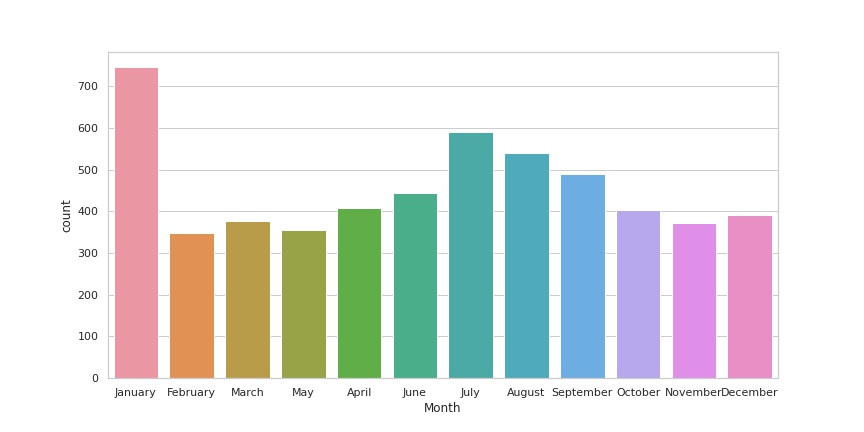 700
600
500
400
300
200
100
0
count
January February March May April June July August September October November December
Month